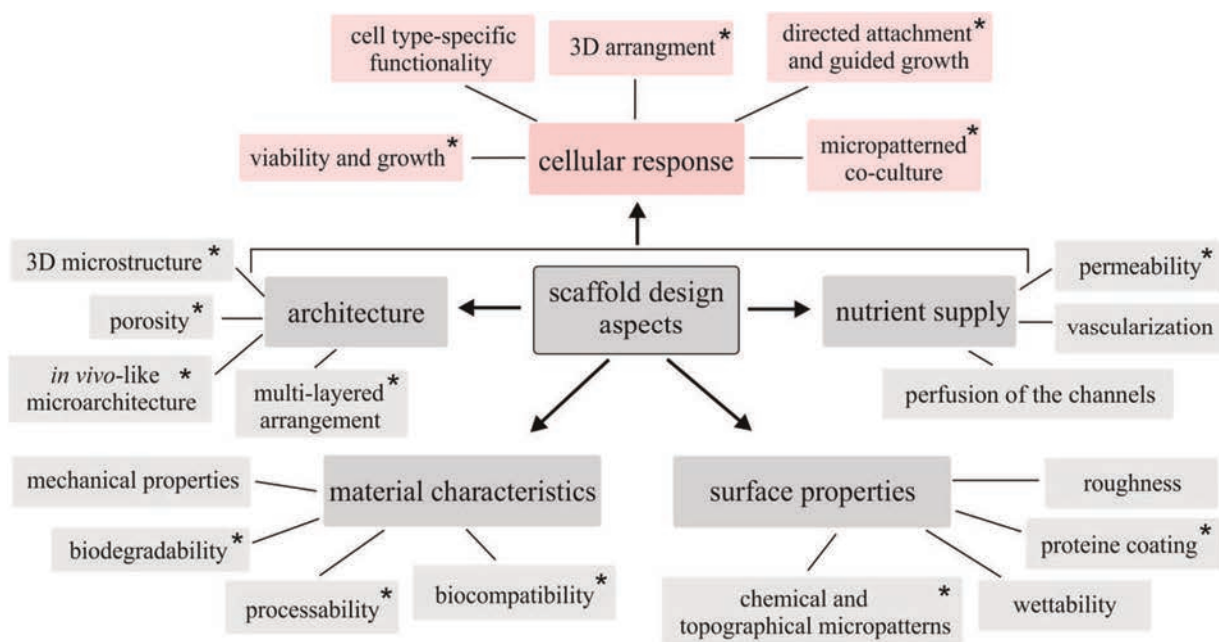 cell type-specific
functionality
3D arrangment*
directed attachment*
and guided growth
viability and growth*
cellular response
micropatterned*
co-culture
3D microstructure*
porosity*
in vivo-like*
microarchitecture
architecture
multi-layered*
arrangement
scaffold design
aspects
nutrient supply
permeability*
vascularization
perfusion of the channels
mechanical properties
biodegradability*
processability*
biocompatibility*
material characteristics
surface properties
roughness
proteine coating*
wettability
chemical and*
topographical micropatterns